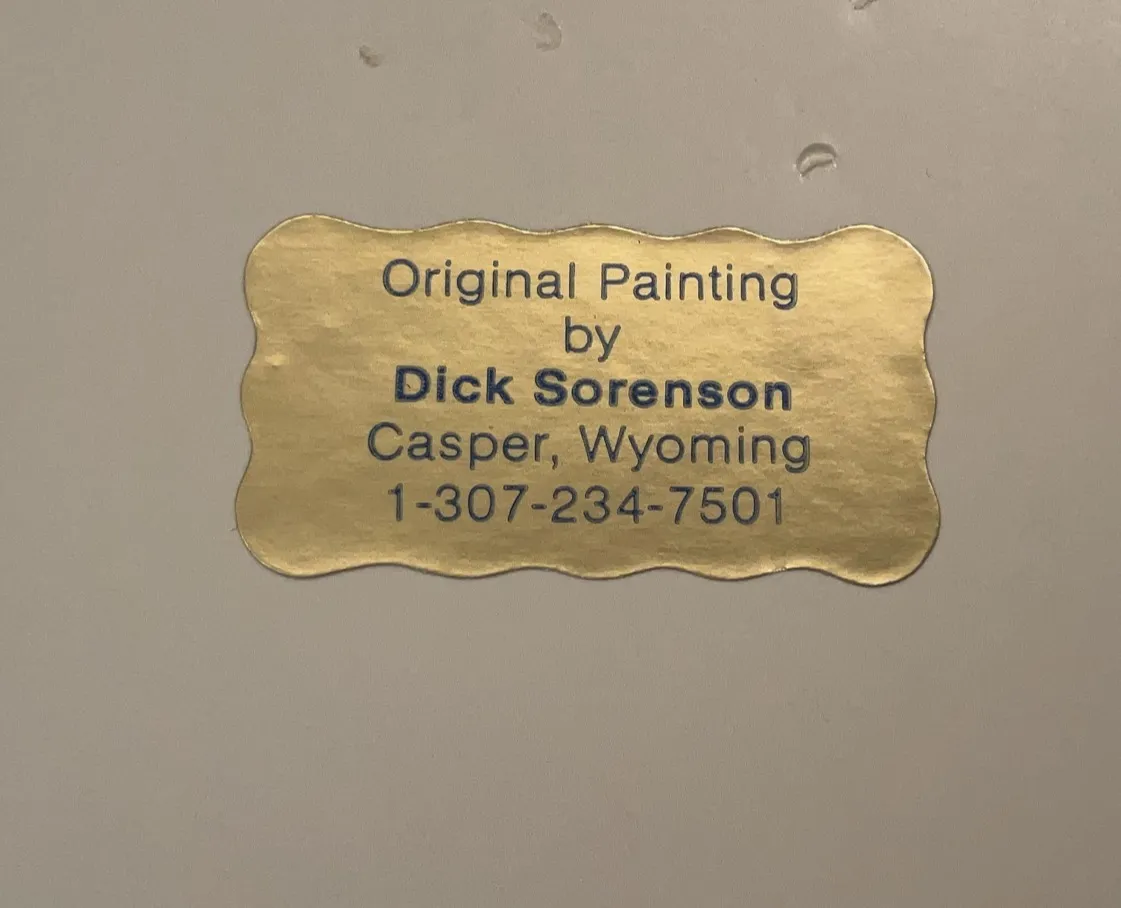 Original Painting
by
Dick Sorenson
Casper, Wyoming
1-307-234-7501